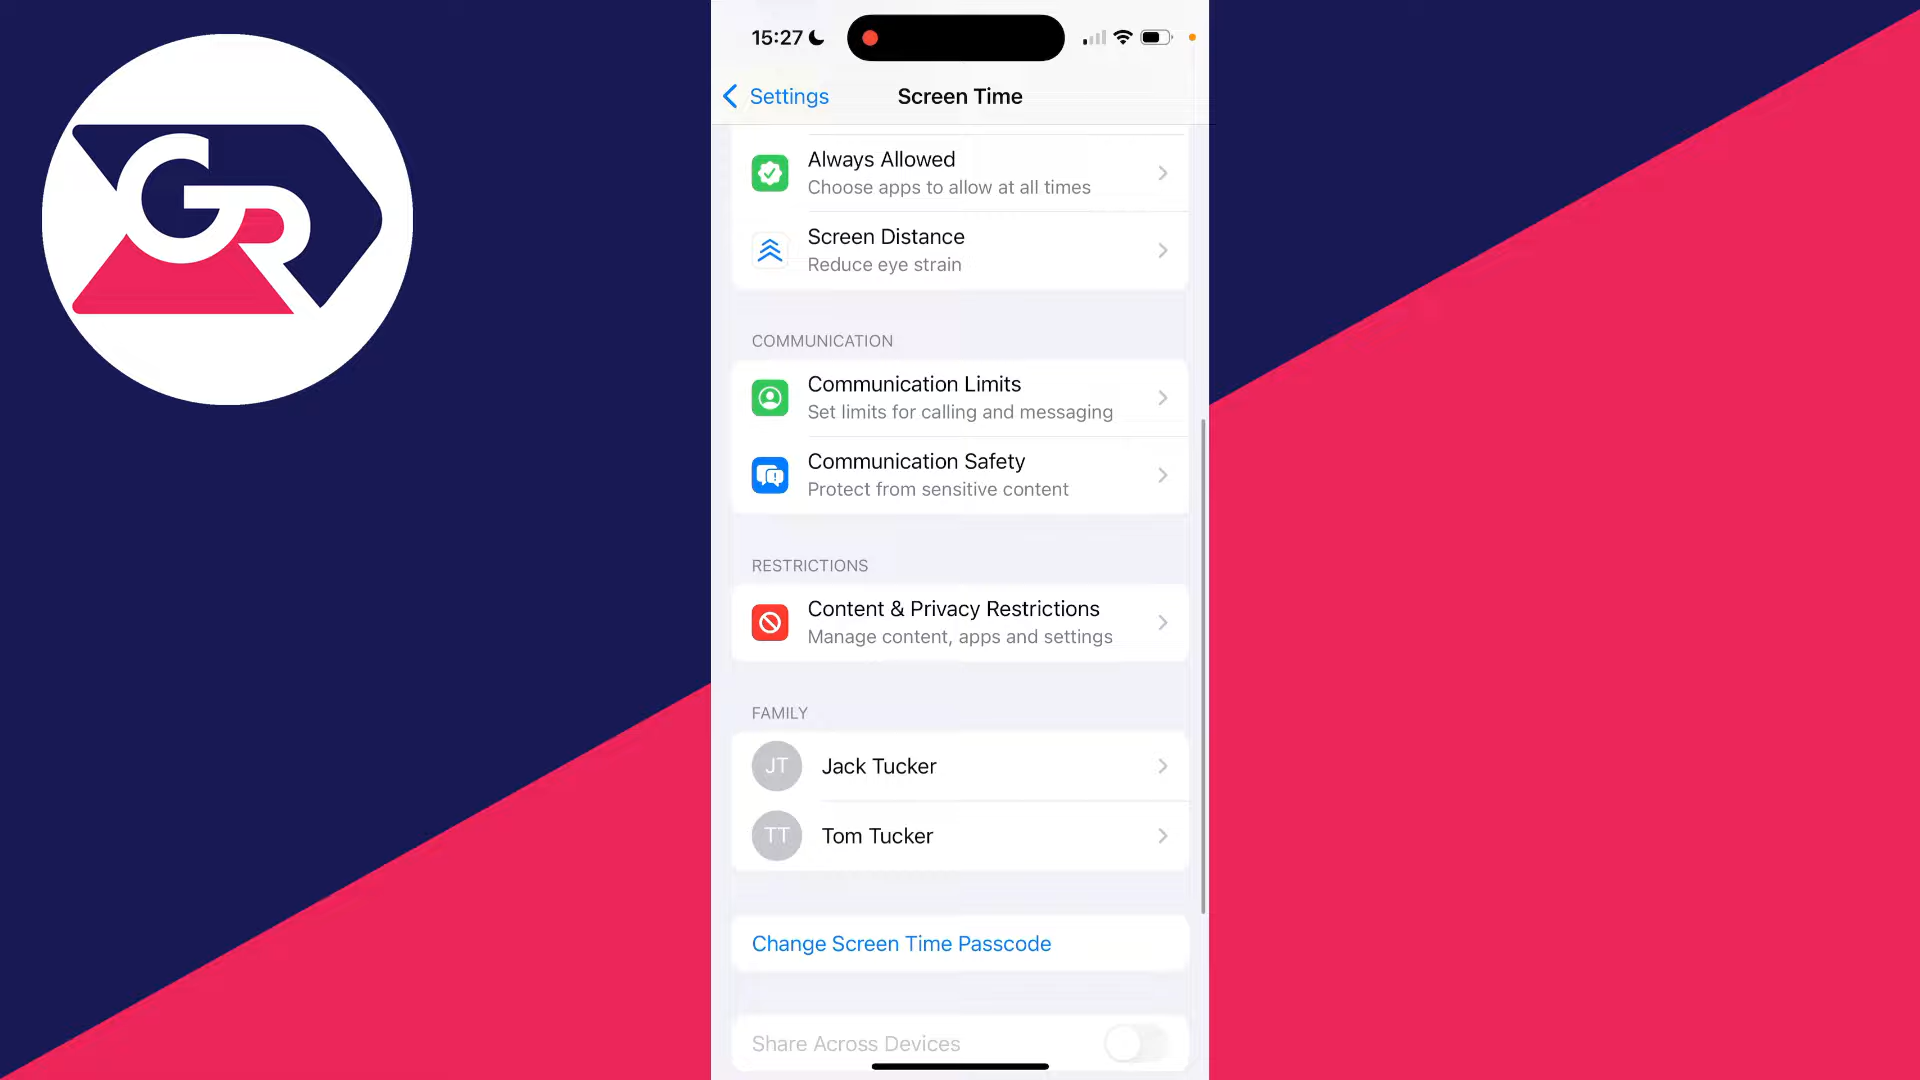 GR
15:27
Settings
Screen Time
Always Allowed
Choose apps to allow at all times
Screen Distance
Reduce eye strain
COMMUNICATION
Communication Limits
Set limits for calling and messaging
Communication Safety
Protect from sensitive content
RESTRICTIONS
Content & Privacy Restrictions
Manage content, apps and settings
FAMILY
JT
Jack Tucker
TT
Tom Tucker
Change Screen Time Passcode
Share Across Devices